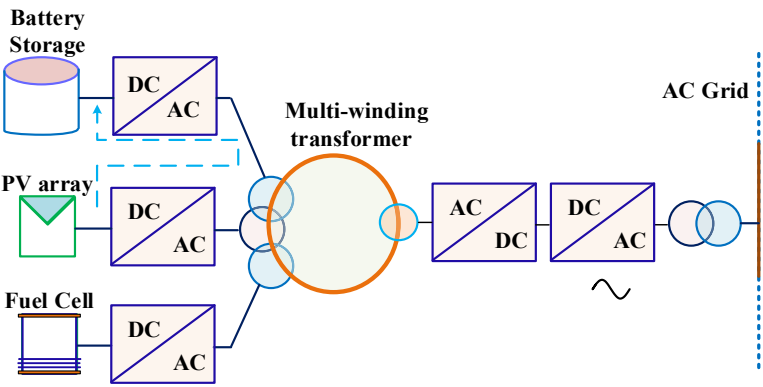 Battery
Storage
DC
AC
Multi-winding
transformer
AC Grid
PV array
DC
AC
AC
DC
DC
AC
Fuel Cell
DC
AC